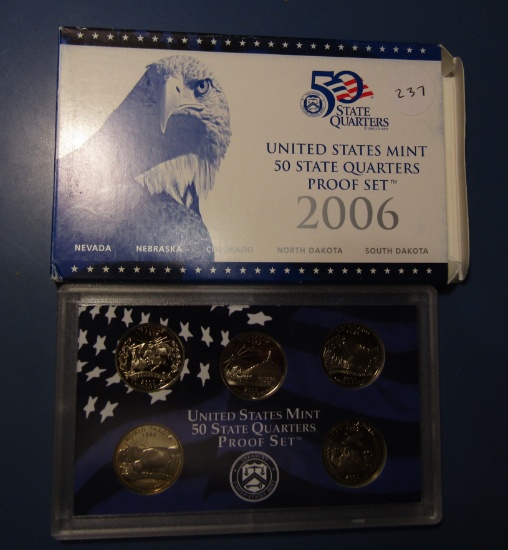 50
STATE
QUARTERS
237
UNITED STATES MINT
50 STATE QUARTERS
PROOF SET™
2006
NEVADA NEBRASKA COLORADO NORTH DAKOTA SOUTH DAKOTA
UNITED STATES MINT
50 STATE QUARTERS
PROOF SET™